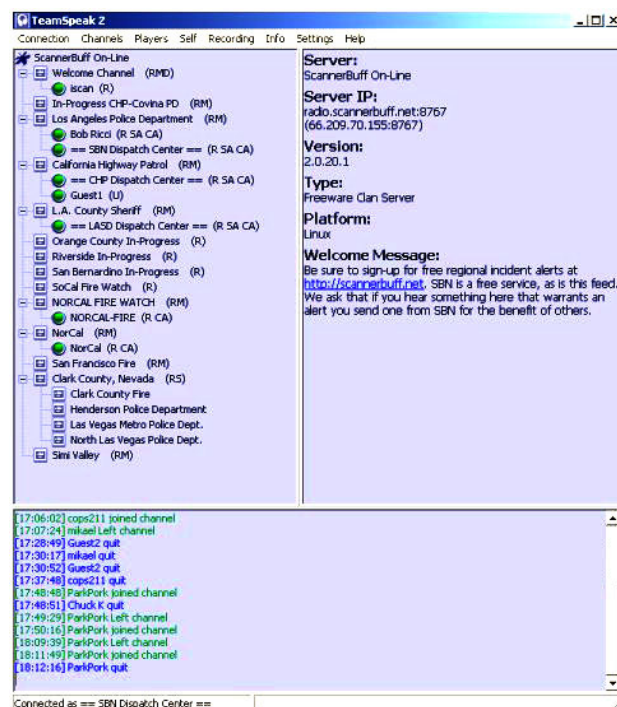 TeamSpeak 2
Connection Channels Players Self Recording Info Settings Help
ScannerBuff On-Line
Welcome Channel (RMD)
iscan (R)
In-Progress CHP-Covina PD (RM)
Los Angeles Police Department (RM)
Bob Ricci (R SA CA)
== SBN Dispatch Center == (R SA CA)
California Highway Patrol (RM)
== CHP Dispatch Center == (R SA CA)
Guest1 (U)
L.A. County Sheriff (RM)
== LASD Dispatch Center == (R SA CA)
Orange County In-Progress (R)
Riverside In-Progress (R)
San Bernardino In-Progress (R)
SoCal Fire Watch (R)
NORCAL FIRE WATCH (RM)
NORCAL-FIRE (R CA)
NorCal (RM)
NorCal (R CA)
San Francisco Fire (RM)
Clark County, Nevada (RS)
Clark County Fire
Henderson Police Department
Las Vegas Metro Police Dept.
North Las Vegas Police Dept.
Simi Valley (RM)
Server:
ScannerBuff On-Line
Server IP:
radio.scannerbuff.net:8767
(66.209.70.155:8767)
Version:
2.0.20.1
Type:
Freeware Clan Server
Platform:
Linux
Welcome Message:
Be sure to sign-up for free regional incident alerts at
http://scannerbuff.net. SBN is a free service, as is this feed.
We ask that if you hear something here that warrants an
alert you send one from SBN for the benefit of others.
[17:06:02] cops211 joined channel
[17:07:24] mikael Left channel
[17:28:49] Guest2 quit
[17:30:17] mikael quit
[17:30:52] Guest2 quit
[17:37:48] cops211 quit
[17:48:48] ParkPork joined channel
[17:48:51] Chuck K quit
[17:49:29] ParkPork Left channel
[17:50:16] ParkPork joined channel
[18:09:39] ParkPork Left channel
[18:11:49] ParkPork joined channel
[18:12:16] ParkPork quit
Connected as == SBN Dispatch Center ==